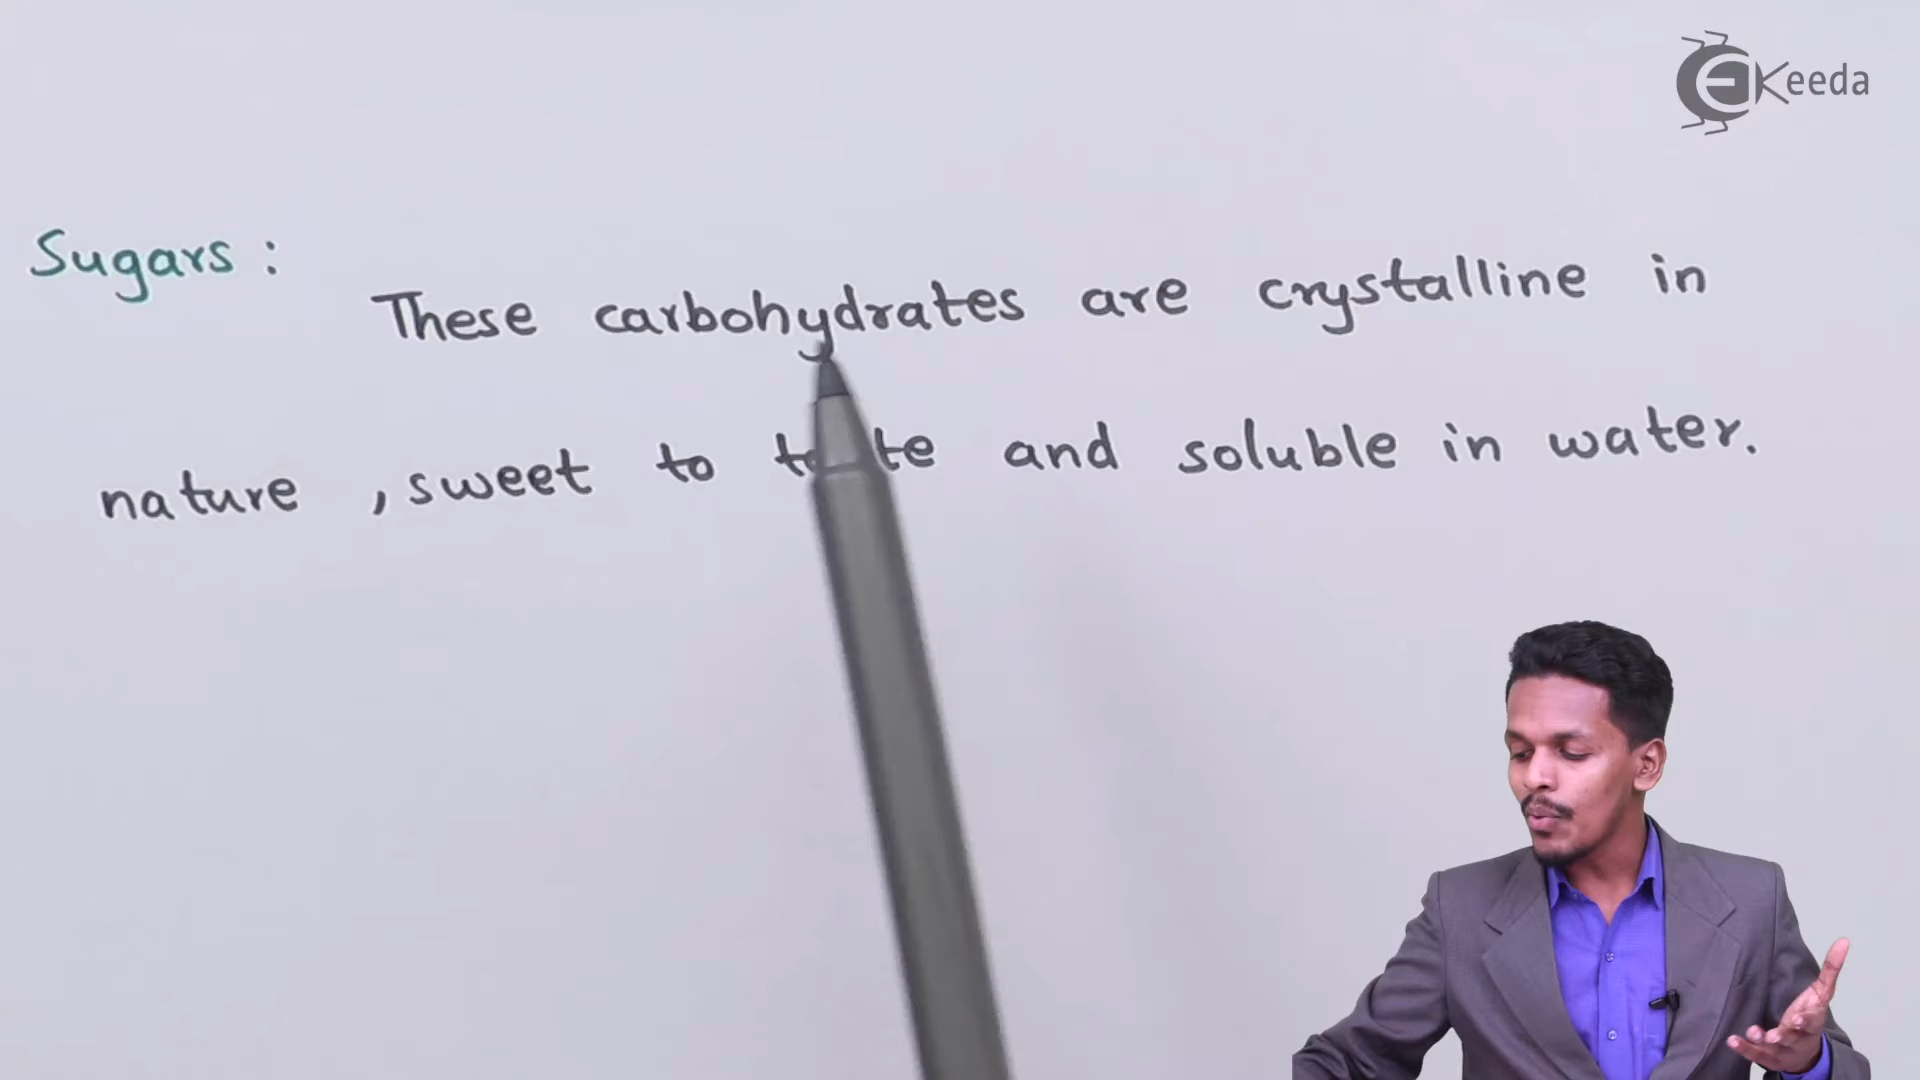 EKeeda
Sugars :
These carbohydrates are crystalline in
nature , sweet to and soluble in water.